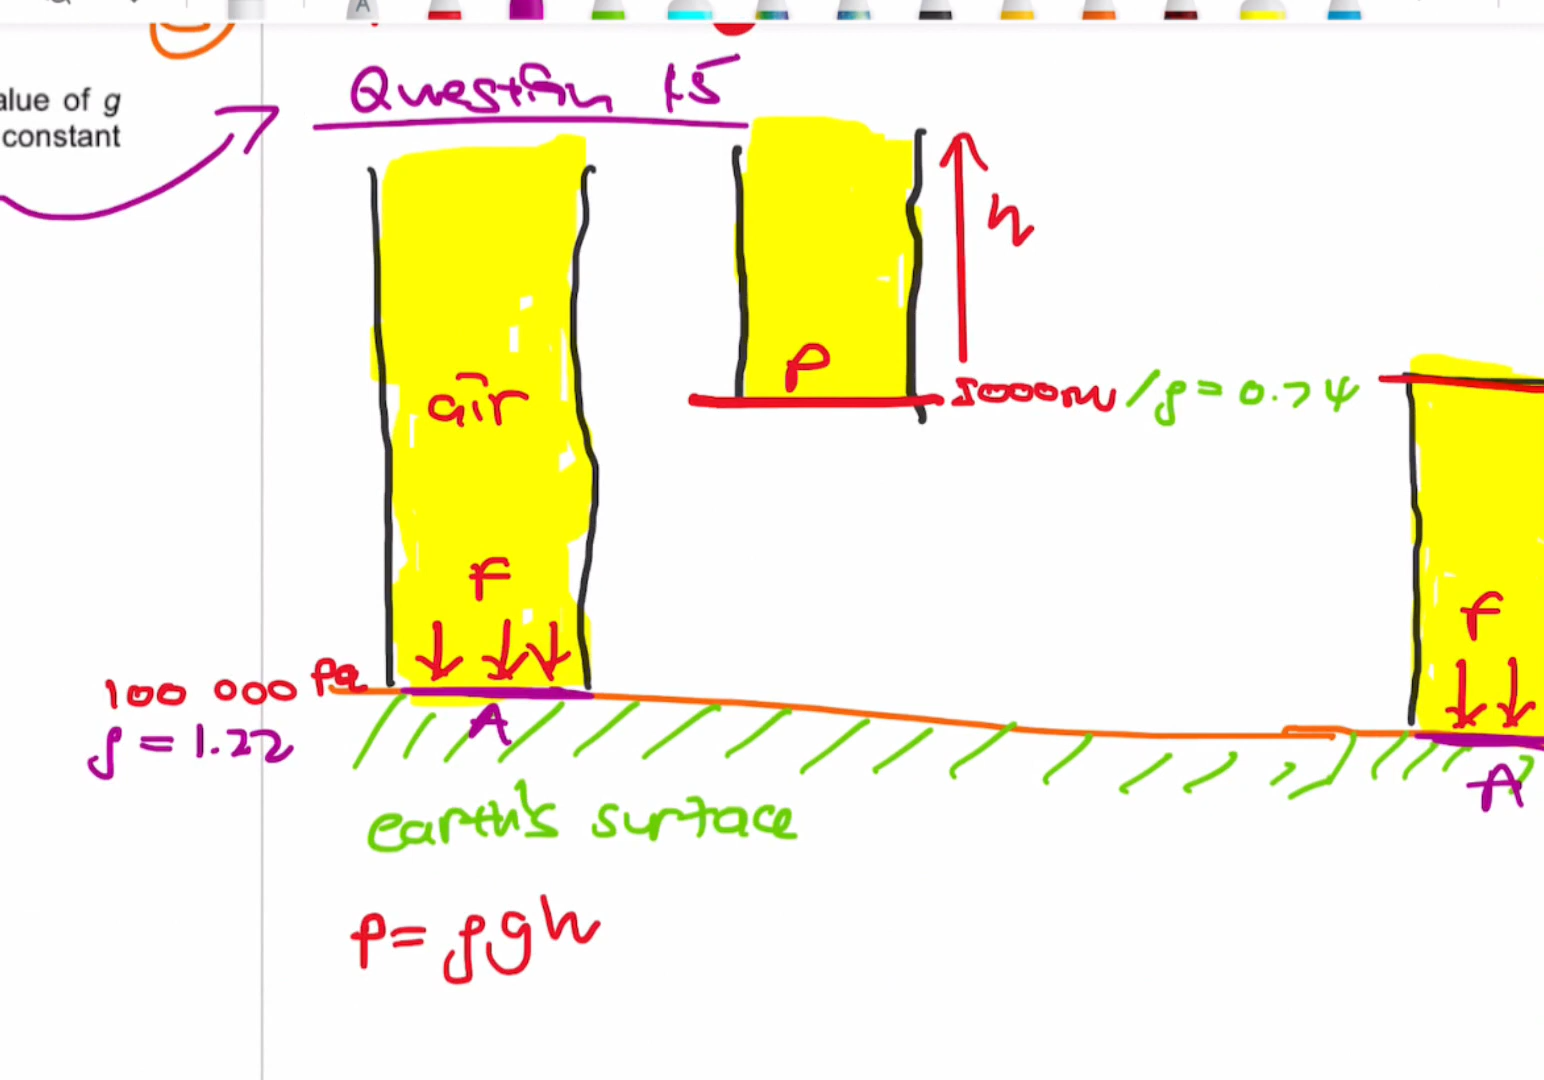 Question 15
alue of g
constant
h
P
5000m / ρ = 0.74
air
F
F
100 000 Pa
ρ = 1.22
A
A
earth's surface
P = ρgh